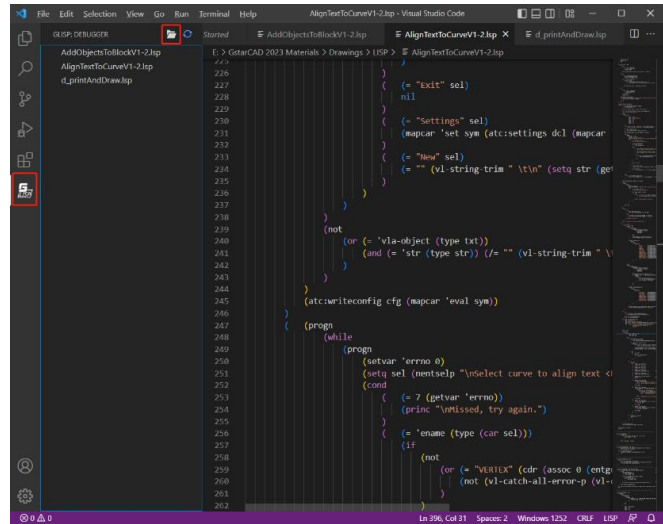 File Edit Selection View Go Run Terminal Help AlignTextToCurveV1-2.lsp - Visual Studio Code
GLISP: DEBUGGER
AddObjectsToBlockV1-2.lsp
AlignTextToCurveV1-2.lsp
d_printAndDraw.lsp
Started AddObjectsToBlockV1-2.lsp AlignTextToCurveV1-2.lsp d_printAndDraw.lsp
E: > GstarCAD 2023 Materials > Drawings > LISP > AlignTextToCurveV1-2.lsp
225 )
226 )
227 ( (= "Exit" sel)
228 nil
229 )
230 ( (= "Settings" sel)
231 (mapcar 'set sym (atc:settings dcl (mapcar
232 )
233 ( (= "New" sel)
234 (= "" (vl-string-trim " \t\n" (setq str (get
235 )
236 )
237 )
238 )
239 (not
240 (or (= 'vla-object (type txt))
241 (and (= 'str (type str)) (/= "" (vl-string-trim " \t
242 )
243 )
244 )
245 (atc:writeconfig cfg (mapcar 'eval sym))
246 )
247 ( (progn
248 (while
249 (progn
250 (setvar 'errno 0)
251 (setq sel (nentselp "\nSelect curve to align text <
252 (cond
253 ( (= 7 (getvar 'errno))
254 (princ "\nMissed, try again.")
255 )
256 ( (= 'ename (type (car sel)))
257 (if
258 (not
259 (or (= "VERTEX" (cdr (assoc 0 (entg
260 (not (vl-catch-all-error-p (vl-c
261 )
262 )
0 0 Ln 396, Col 31 Spaces: 2 Windows 1252 CRLF LISP